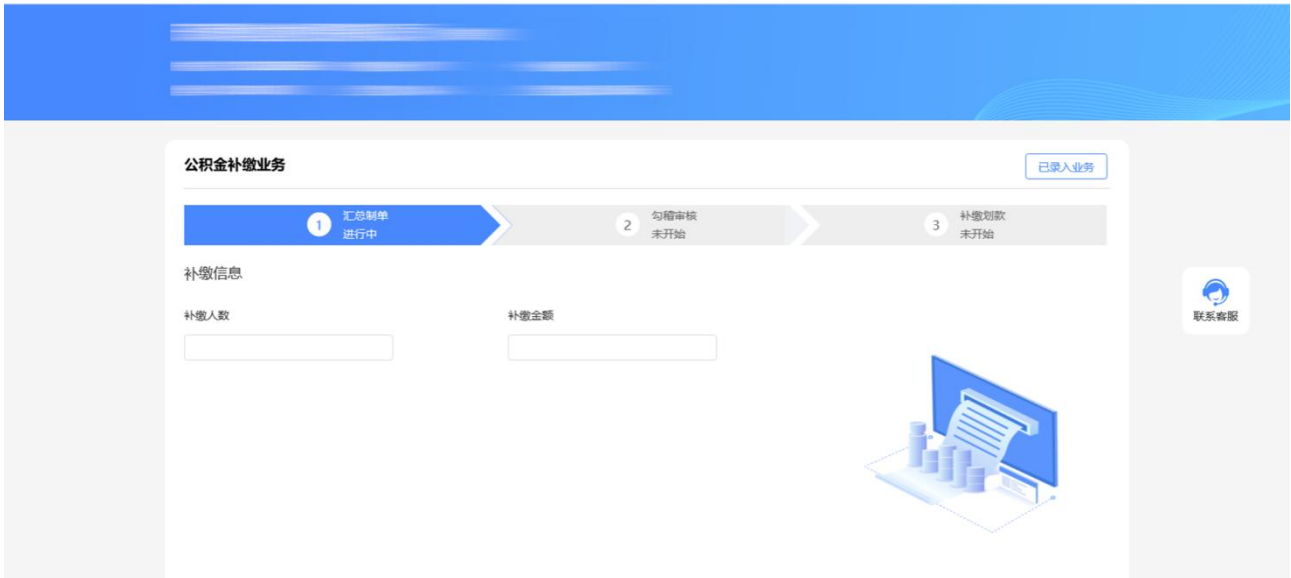 公积金补缴业务
已录入业务
1
汇总制单
进行中
2
勾稽审核
未开始
3
补缴划款
未开始
补缴信息
补缴人数
补缴金额
联系客服